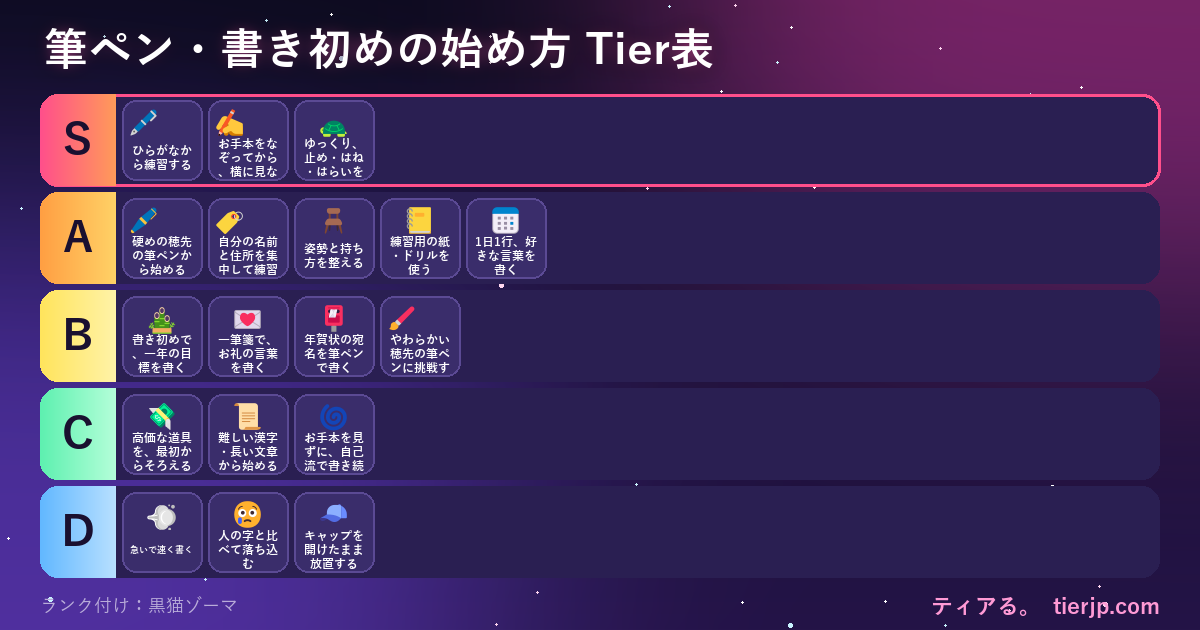 筆ペン・書き初めの始め方 Tier表
S
ひらがなか
ら練習する
お手本をな
ぞってから
、横に見な
ゆっくり、
止め・はね
・はらいを
A
硬めの穂先
の筆ペンか
ら始める
自分の名前
と住所を集
中して練習
姿勢と持ち
方を整える
練習用の紙
・ドリルを
使う
1日1行、好
きな言葉を
書く
B
書き初めで
、一年の目
標を書く
一筆箋で、
お礼の言葉
を書く
年賀状の宛
名を筆ペン
で書く
やわらかい
穂先の筆ペ
ンに挑戦す
C
高価な道具
を、最初か
らそろえる
難しい漢字
・長い文章
から始める
お手本を見
ずに、自己
流で書き続
D
急いで速く書く
人の字と比
べて落ち込
む
キャップを
開けたまま
放置する
ランク付け：黒猫ゾーマ
ティアる。 tierjp.com